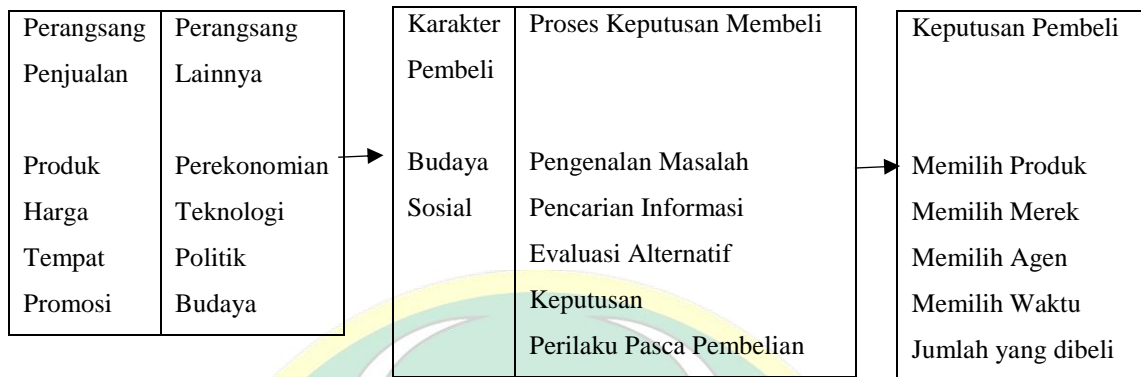 Perangsang Perangsang Karakter Proses Keputusan Membeli Keputusan Pembeli
Penjualan Lainnya Pembeli
Produk Perekonomian Budaya Pengenalan Masalah Memilih Produk
Harga Teknologi Sosial Pencarian Informasi Memilih Merek
Tempat Politik Evaluasi Alternatif Memilih Agen
Promosi Budaya Keputusan Memilih Waktu
Perilaku Pasca Pembelian Jumlah yang dibeli